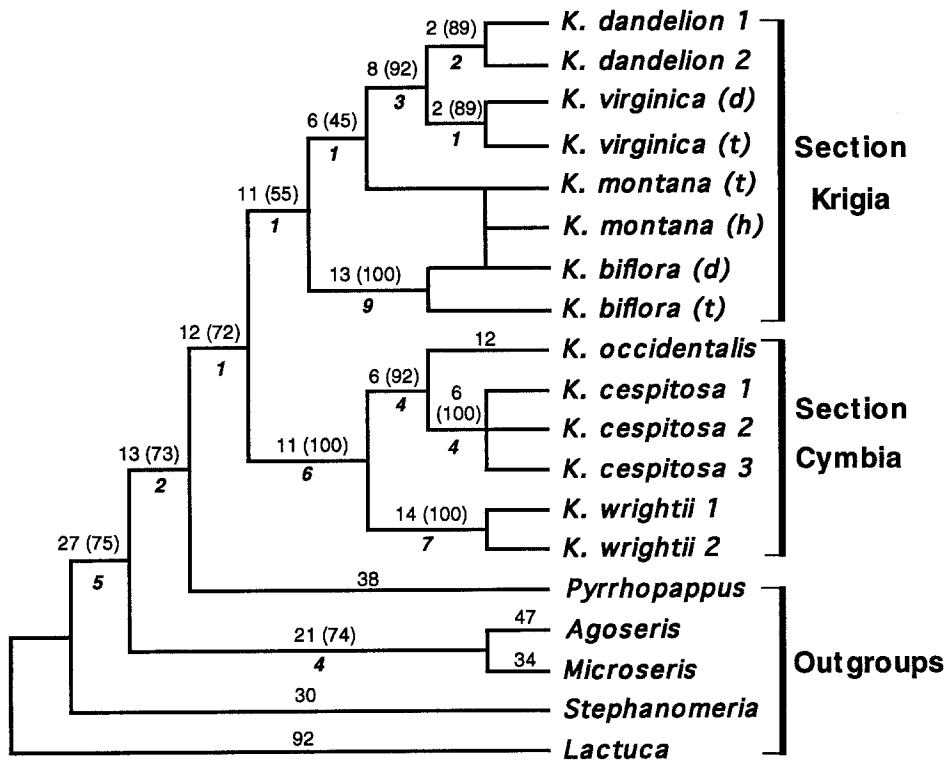 2 (89)
K. dandelion 1
2
K. dandelion 2
8 (92)
3
K. virginica (d)
2 (89)
1
K. virginica (t)
6 (45)
1
K. montana (t)
K. montana (h)
11 (55)
1
K. biflora (d)
13 (100)
9
K. biflora (t)
Section
Krigia
12 (72)
1
12
K. occidentalis
6 (92)
4
K. cespitosa 1
6
(100)
4
K. cespitosa 2
K. cespitosa 3
11 (100)
6
K. wrightii 1
14 (100)
7
K. wrightii 2
Section
Cymbia
13 (73)
2
38
Pyrrhopappus
27 (75)
5
47
Agoseris
21 (74)
4
34
Microseris
30
Stephanomeria
92
Lactuca
Outgroups